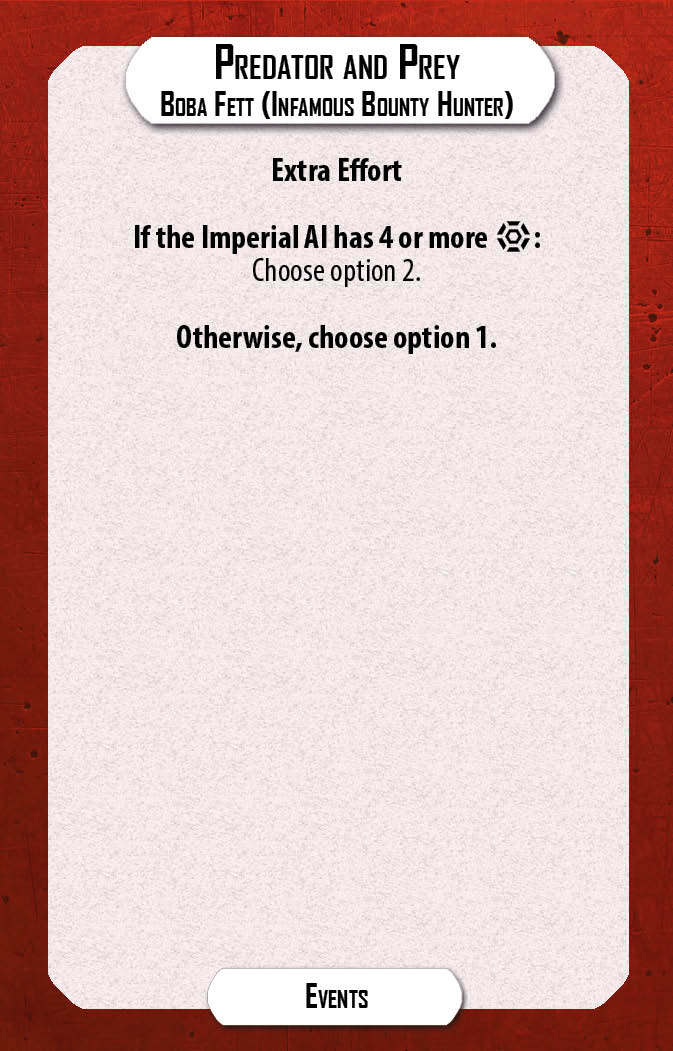 Predator and Prey
Boba Fett (Infamous Bounty Hunter)
Extra Effort
If the Imperial AI has 4 or more :
Choose option 2.
Otherwise, choose option 1.
Events